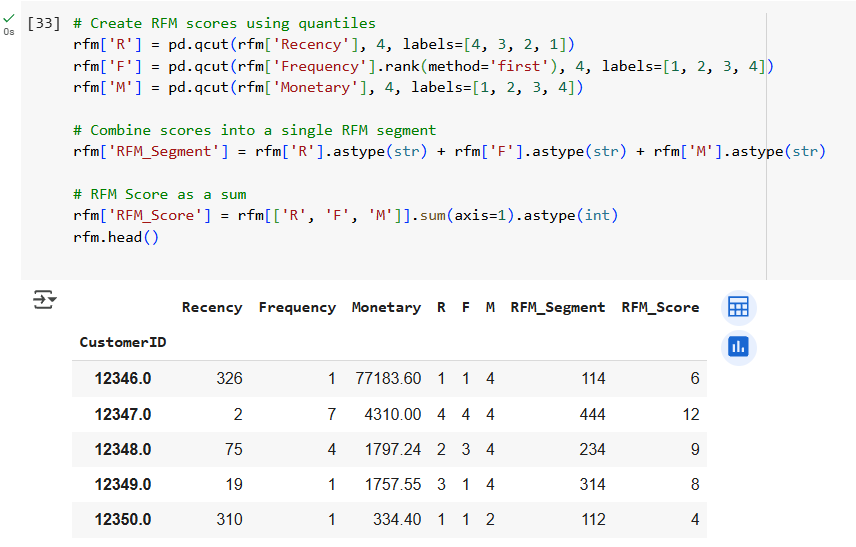 [33] # Create RFM scores using quantiles
0s
rfm['R'] = pd.qcut(rfm['Recency'], 4, labels=[4, 3, 2, 1])
rfm['F'] = pd.qcut(rfm['Frequency'].rank(method='first'), 4, labels=[1, 2, 3, 4])
rfm['M'] = pd.qcut(rfm['Monetary'], 4, labels=[1, 2, 3, 4])
# Combine scores into a single RFM segment
rfm['RFM_Segment'] = rfm['R'].astype(str) + rfm['F'].astype(str) + rfm['M'].astype(str)
# RFM Score as a sum
rfm['RFM_Score'] = rfm[['R', 'F', 'M']].sum(axis=1).astype(int)
rfm.head()
Recency Frequency Monetary R F M RFM_Segment RFM_Score
CustomerID
12346.0 326 1 77183.60 1 1 4 114 6
12347.0 2 7 4310.00 4 4 4 444 12
12348.0 75 4 1797.24 2 3 4 234 9
12349.0 19 1 1757.55 3 1 4 314 8
12350.0 310 1 334.40 1 1 2 112 4